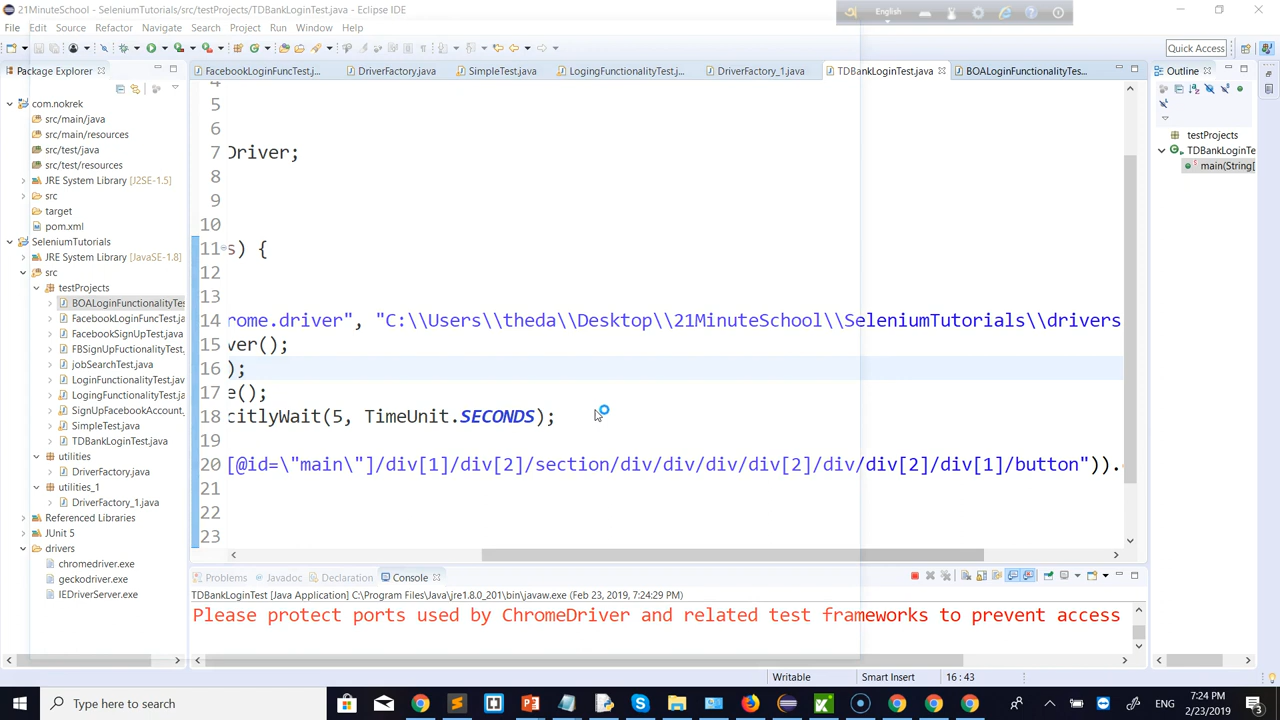 21MinuteSchool - SeleniumTutorials/src/testProjects/TDBankLoginTest.java - Eclipse IDE
English
File Edit Source Refactor Navigate Search Project Run Window Help
Quick Access
Package Explorer
FacebookLoginFuncTest.j...
DriverFactory.java
SimpleTest.java
LogingFunctionalityTest.j...
DriverFactory_1.java
TDBankLoginTest.java
BOALoginFunctionalityTes...
Outline
com.nokrek
src/main/java
src/main/resources
src/test/java
src/test/resources
JRE System Library [J2SE-1.5]
src
target
pom.xml
SeleniumTutorials
JRE System Library [JavaSE-1.8]
src
testProjects
BOALoginFunctionalityTes
FacebookLoginFuncTest.j
FacebookSignUpTest.java
FBSignUpFuctionalityTest.
jobSearchTest.java
LoginFunctionalityTest.java
LogingFunctionalityTest.j
SignUpFacebookAccount.
SimpleTest.java
TDBankLoginTest.java
utilities
DriverFactory.java
utilities_1
DriverFactory_1.java
Referenced Libraries
JUnit 5
drivers
chromedriver.exe
geckodriver.exe
IEDriverServer.exe
4
5
6
7 Driver;
8
9
10
11 s) {
12
13
14 rome.driver", "C:\\Users\\theda\\Desktop\\21MinuteSchool\\SeleniumTutorials\\drivers
15 ver();
16 );
17 e();
18 citlyWait(5, TimeUnit.SECONDS);
19
20 [@id=\"main\"]/div[1]/div[2]/section/div/div/div/div[2]/div/div[2]/div[1]/button")).
21
22
23
testProjects
TDBankLoginTe
main(String[
Problems Javadoc Declaration Console
TDBankLoginTest [Java Application] C:\Program Files\Java\jre1.8.0_201\bin\javaw.exe (Feb 23, 2019, 7:24:29 PM)
Please protect ports used by ChromeDriver and related test frameworks to prevent access
Writable Smart Insert 16 : 43
Type here to search
ENG
7:24 PM
2/23/2019
3